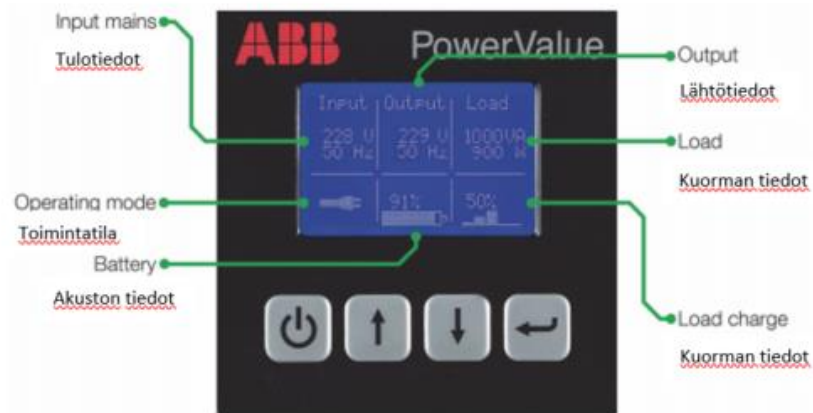 Input mains
Tulotiedot
ABB PowerValue
Output
Lähtötiedot
Input Output Load
228 V 229 V 1000VA
50 Hz 50 Hz 900 W
Load
Kuorman tiedot
Operating mode
Toimintatila
91% 50%
Battery
Akuston tiedot
Load charge
Kuorman tiedot